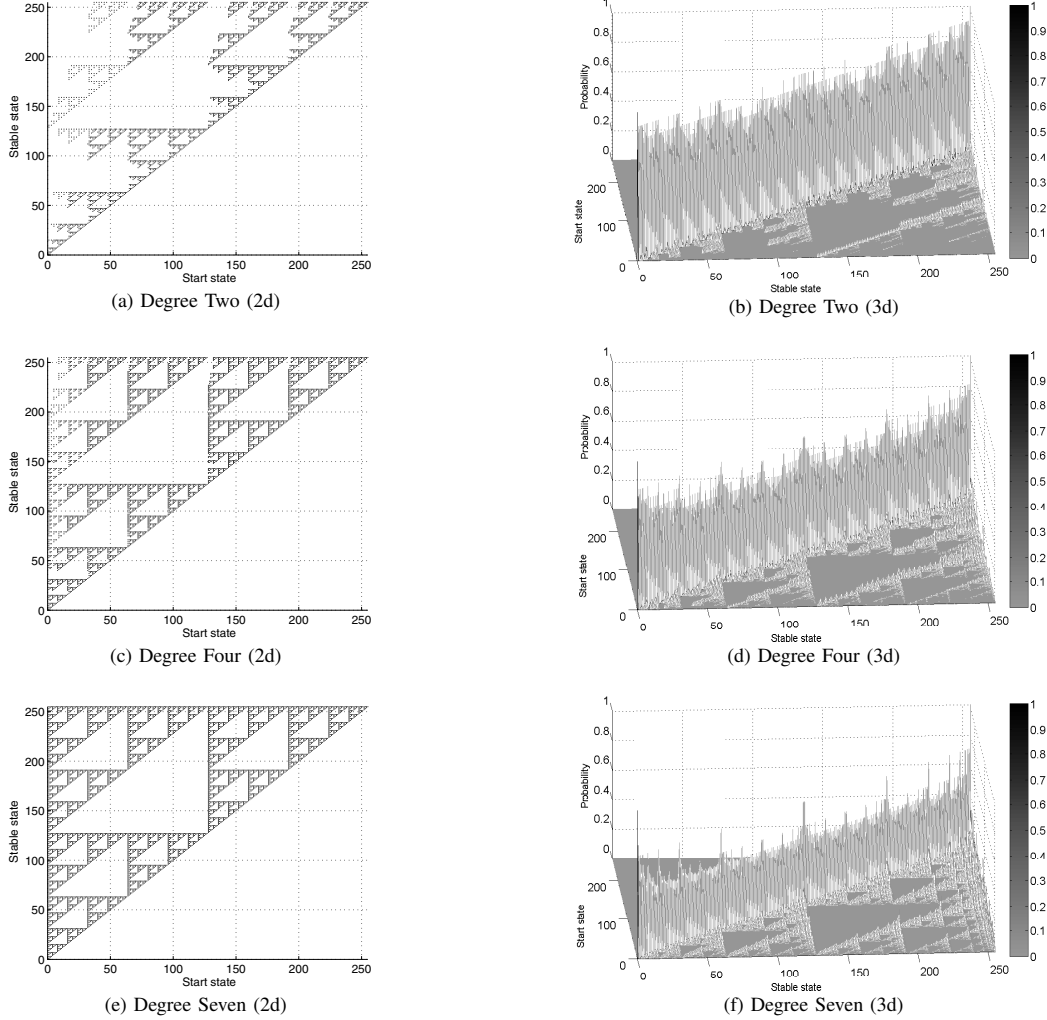 250
200
150
100
50
0
Stable state
0 50 100 150 200 250
Start state
(a) Degree Two (2d)
1
0.8
0.6
0.4
0.2
0
Probability
200
100
0
Start state
0 50 100 150 200 250
Stable state
1
0.9
0.8
0.7
0.6
0.5
0.4
0.3
0.2
0.1
0
(b) Degree Two (3d)
250
200
150
100
50
0
Stable state
0 50 100 150 200 250
Start state
(c) Degree Four (2d)
1
0.8
0.6
0.4
0.2
0
Probability
200
100
0
Start state
0 50 100 150 200 250
Stable state
1
0.9
0.8
0.7
0.6
0.5
0.4
0.3
0.2
0.1
0
(d) Degree Four (3d)
250
200
150
100
50
0
Stable state
0 50 100 150 200 250
Start state
(e) Degree Seven (2d)
1
0.8
0.6
0.4
0.2
0
Probability
200
100
0
Start state
0 50 100 150 200 250
Stable state
1
0.9
0.8
0.7
0.6
0.5
0.4
0.3
0.2
0.1
0
(f) Degree Seven (3d)